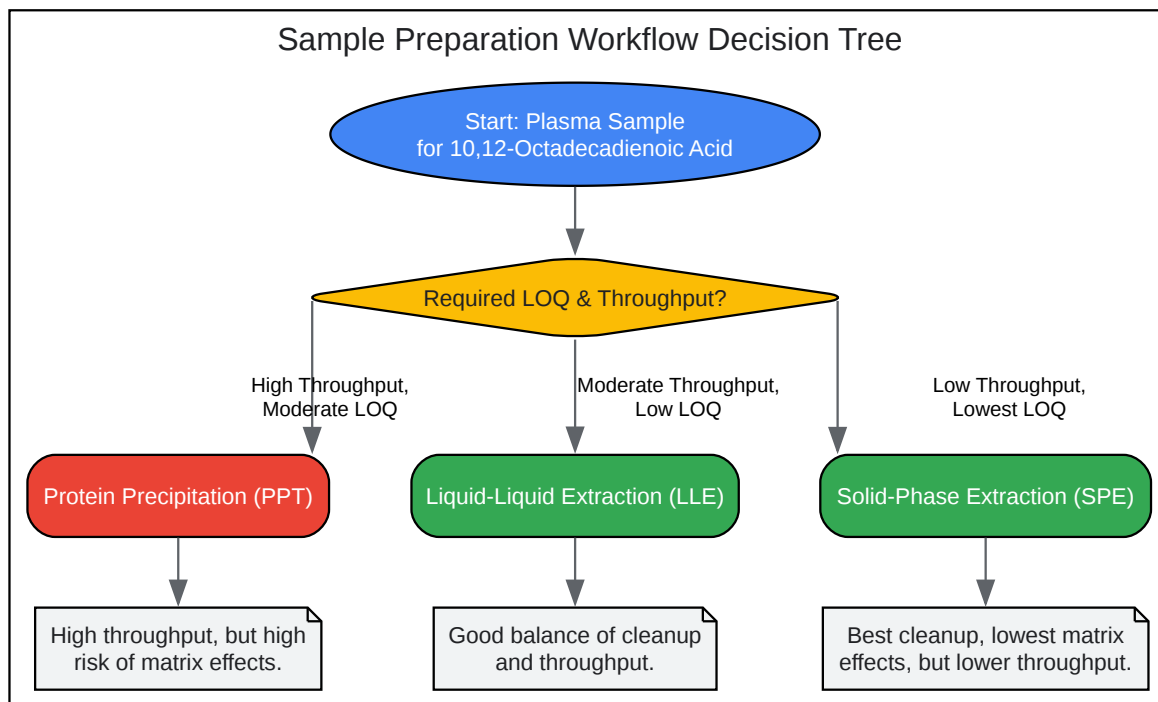 Sample Preparation Workflow Decision Tree
Start: Plasma Sample
for 10,12-Octadecadienoic Acid
Required LOQ & Throughput?
High Throughput,
Moderate LOQ
Moderate Throughput,
Low LOQ
Low Throughput,
Lowest LOQ
Protein Precipitation (PPT)
Liquid-Liquid Extraction (LLE)
Solid-Phase Extraction (SPE)
High throughput, but high
risk of matrix effects.
Good balance of cleanup
and throughput.
Best cleanup, lowest matrix
effects, but lower throughput.